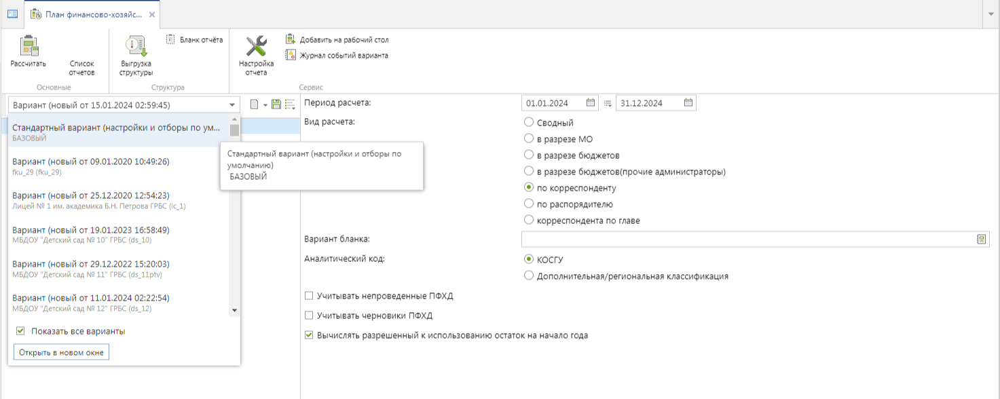 План финансово-хозяйс...
Рассчитать
Список
отчетов
Основные
Выгрузка
структуры
Бланк отчёта
Структура
Настройка
отчета
Добавить на рабочий стол
Журнал событий варианта
Сервис
Вариант (новый от 15.01.2024 02:59:45)
Стандартный вариант (настройки и отборы по ум...
БАЗОВЫЙ
Вариант (новый от 09.01.2020 10:49:26)
fku_29 (fku_29)
Вариант (новый от 25.12.2020 12:54:23)
Лицей № 1 им. академика Б.Н. Петрова ГРБС (lc_1)
Вариант (новый от 19.01.2023 16:58:49)
МБДОУ "Детский сад № 10" ГРБС (ds_10)
Вариант (новый от 29.12.2022 15:20:03)
МБДОУ "Детский сад № 11" ГРБС (ds_11ptv)
Вариант (новый от 11.01.2024 02:22:54)
МБДОУ "Детский сад № 12" ГРБС (ds_12)
Показать все варианты
Открыть в новом окне
Стандартный вариант (настройки и отборы по
умолчанию)
БАЗОВЫЙ
Период расчета:
01.01.2024
31.12.2024
Вид расчета:
Сводный
в разрезе МО
в разрезе бюджетов
в разрезе бюджетов(прочие администраторы)
по корреспонденту
по распорядителю
корреспондента по главе
Вариант бланка:
Аналитический код:
КОСГУ
Дополнительная/региональная классификация
Учитывать непроведенные ПФХД
Учитывать черновики ПФХД
Вычислять разрешенный к использованию остаток на начало года